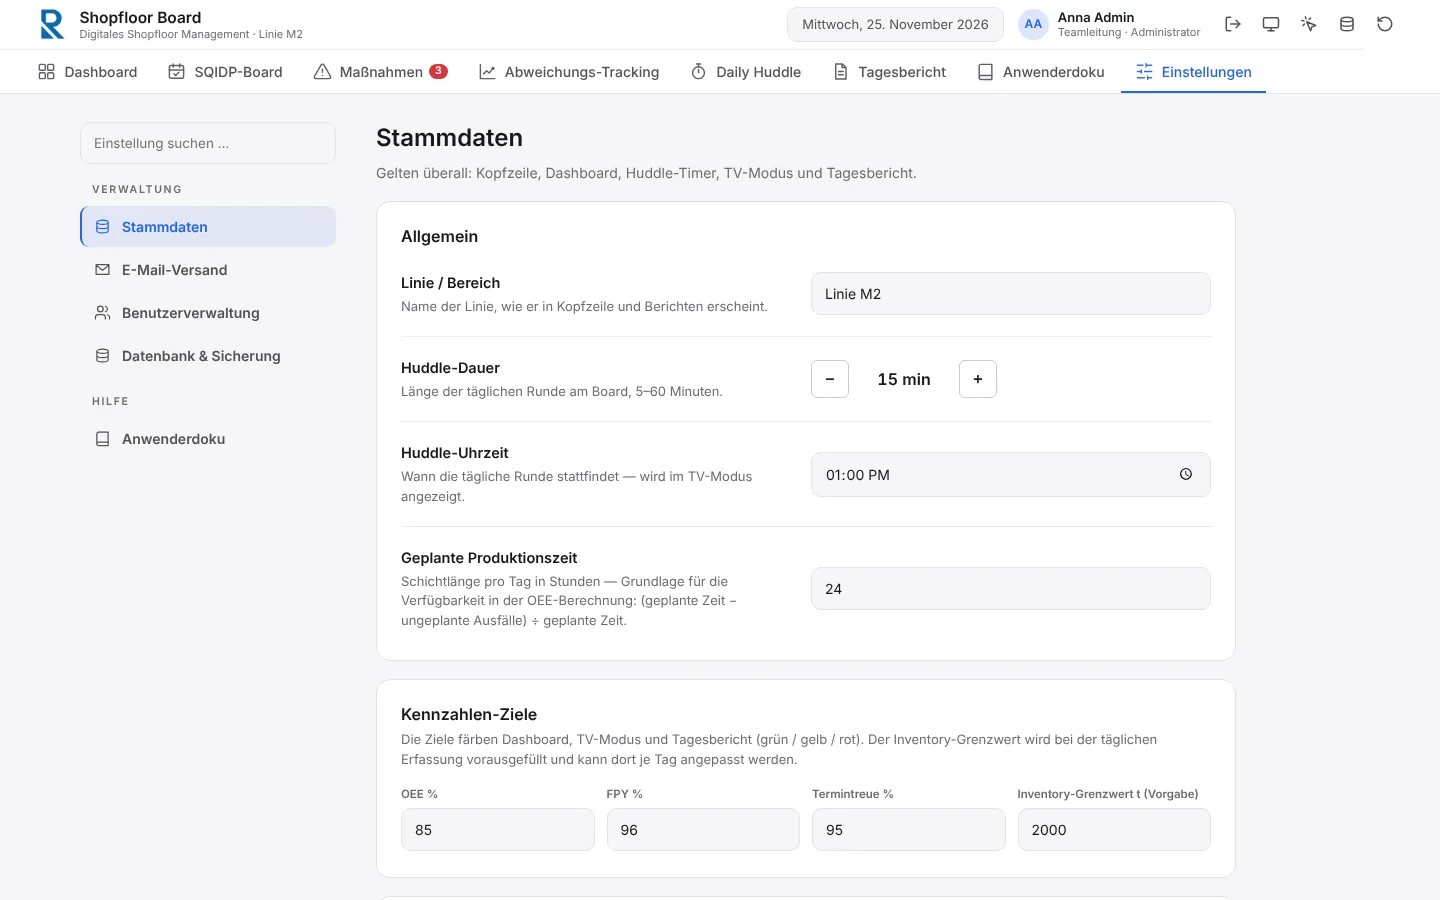 Shopfloor Board
Digitales Shopfloor Management · Linie M2
Mittwoch, 25. November 2026
AA
Anna Admin
Teamleitung · Administrator
Dashboard
SQIDP-Board
Maßnahmen 3
Abweichungs-Tracking
Daily Huddle
Tagesbericht
Anwenderdoku
Einstellungen
Einstellung suchen ...
VERWALTUNG
Stammdaten
E-Mail-Versand
Benutzerverwaltung
Datenbank & Sicherung
HILFE
Anwenderdoku
Stammdaten
Gelten überall: Kopfzeile, Dashboard, Huddle-Timer, TV-Modus und Tagesbericht.
Allgemein
Linie / Bereich
Name der Linie, wie er in Kopfzeile und Berichten erscheint.
Linie M2
Huddle-Dauer
Länge der täglichen Runde am Board, 5–60 Minuten.
− 15 min +
Huddle-Uhrzeit
Wann die tägliche Runde stattfindet — wird im TV-Modus
angezeigt.
01:00 PM
Geplante Produktionszeit
Schichtlänge pro Tag in Stunden — Grundlage für die
Verfügbarkeit in der OEE-Berechnung: (geplante Zeit −
ungeplante Ausfälle) ÷ geplante Zeit.
24
Kennzahlen-Ziele
Die Ziele färben Dashboard, TV-Modus und Tagesbericht (grün / gelb / rot). Der Inventory-Grenzwert wird bei der täglichen
Erfassung vorausgefüllt und kann dort je Tag angepasst werden.
OEE %
85
FPY %
96
Termintreue %
95
Inventory-Grenzwert t (Vorgabe)
2000